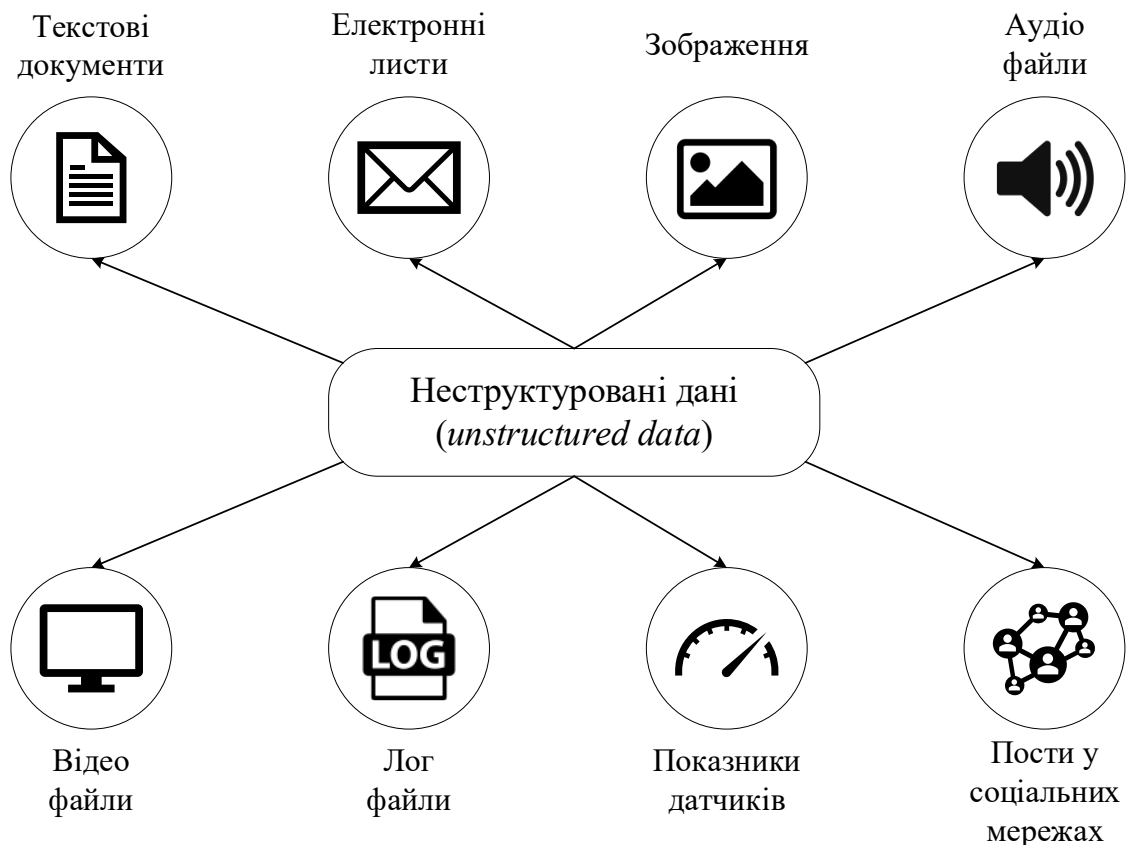 Текстові
документи
Електронні
листи
Зображення
Аудіо
файли
Неструктуровані дані
(unstructured data)
LOG
Відео
файли
Лог
файли
Показники
датчиків
Пости у
соціальних
мережах